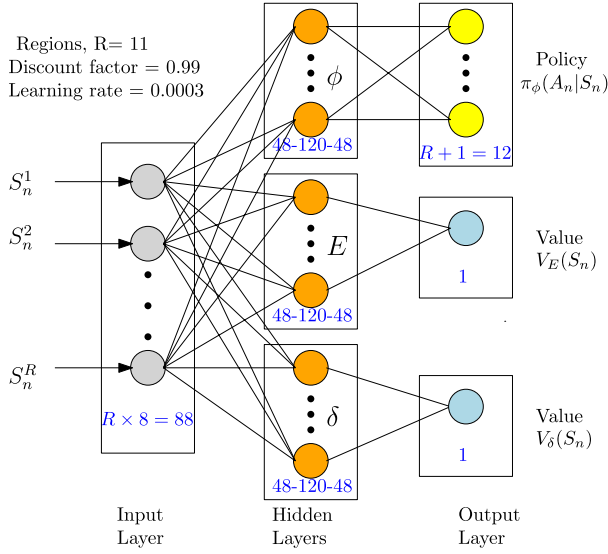 Regions, R= 11
Discount factor = 0.99
Learning rate = 0.0003
ϕ
48-120-48
R + 1 = 12
Policy
π_ϕ(A_n|S_n)
S_n^1
S_n^2
S_n^R
R × 8 = 88
E
48-120-48
1
Value
V_E(S_n)
δ
48-120-48
1
Value
V_δ(S_n)
Input
Layer
Hidden
Layers
Output
Layer